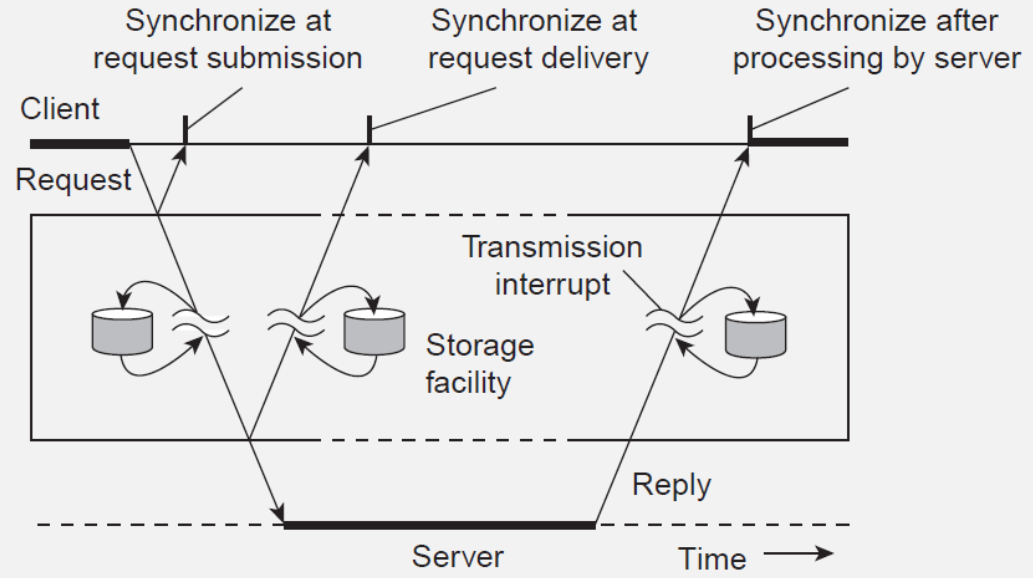 Synchronize at
request submission
Synchronize at
request delivery
Synchronize after
processing by server
Client
Request
Transmission
interrupt
Storage
facility
Reply
Server
Time